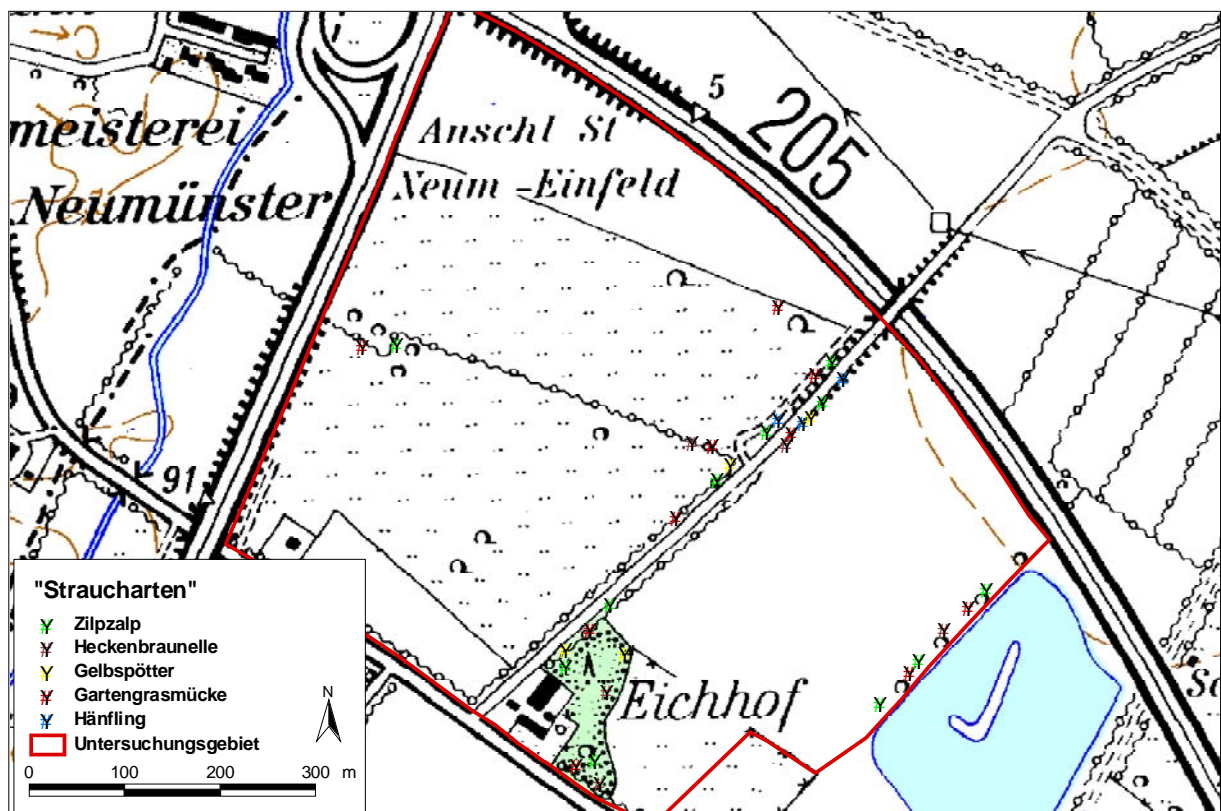 meisterei
Neumünster
Anschl St
Neum -Einfeld
5
205
91
Eichhof
"Straucharten"
Zilpzalp
Heckenbraunelle
Gelbspötter
Gartengrasmücke
Hänfling
Untersuchungsgebiet
N
0 100 200 300 m